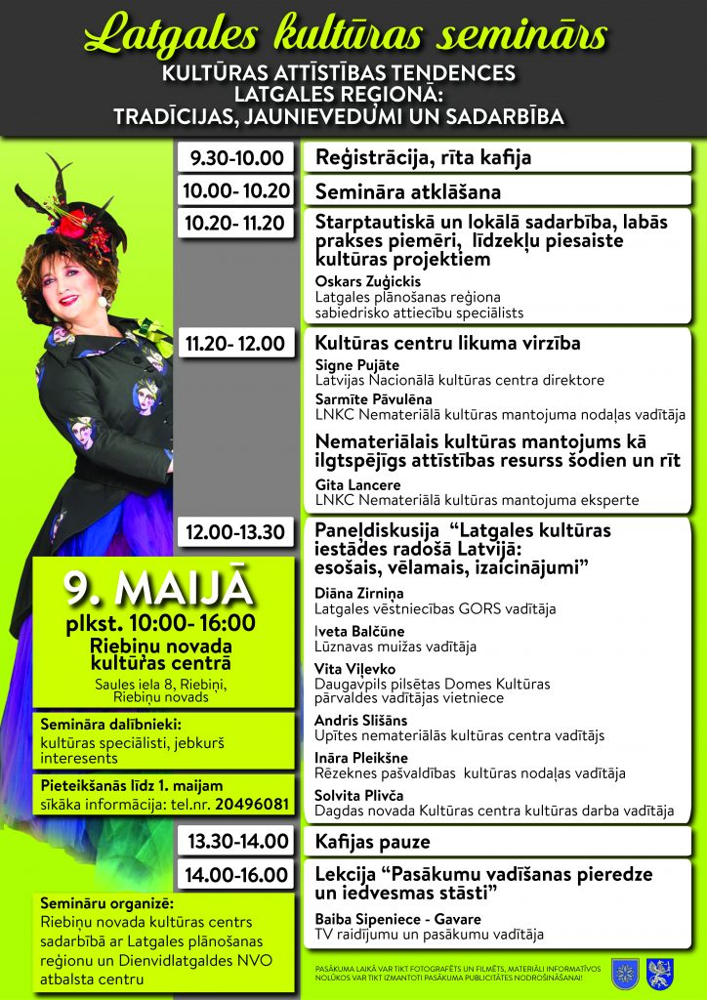 Latgales kultūras seminārs
KULTŪRAS ATTĪSTĪBAS TENDENCES
LATGALES REĢIONĀ:
TRADĪCIJAS, JAUNIEVEDUMI UN SADARBĪBA
9.30-10.00
Reģistrācija, rīta kafija
10.00- 10.20
Semināra atklāšana
10.20- 11.20
Starptautiskā un lokālā sadarbība, labās
prakses piemēri, līdzekļu piesaiste
kultūras projektiem
Oskars Zuģickis
Latgales plānošanas reģiona
sabiedrisko attiecību speciālists
11.20- 12.00
Kultūras centru likuma virzība
Signe Pujāte
Latvijas Nacionālā kultūras centra direktore
Sarmīte Pāvulēna
LNKC Nemateriālā kultūras mantojuma nodaļas vadītāja
Nemateriālais kultūras mantojums kā
ilgtspējīgs attīstības resurss šodien un rīt
Gita Lancere
LNKC Nemateriālā kultūras mantojuma eksperte
12.00-13.30
Paneļdiskusija “Latgales kultūras
iestādes radošā Latvijā:
esošais, vēlamais, izaicinājumi”
Diāna Zirniņa
Latgales vēstniecības GORS vadītāja
Iveta Balčūne
Lūznavas muižas vadītāja
Vita Viļevko
Daugavpils pilsētas Domes Kultūras
pārvaldes vadītājas vietniece
Andris Slišāns
Upītes nemateriālās kultūras centra vadītājs
Ināra Pleikšne
Rēzeknes pašvaldības kultūras nodaļas vadītāja
Solvita Plivča
Dagdas novada Kultūras centra kultūras darba vadītāja
9. MAIJĀ
plkst. 10:00- 16:00
Riebiņu novada
kultūras centrā
Saules iela 8, Riebiņi,
Riebiņu novads
Semināra dalībnieki:
kultūras speciālisti, jebkurš
interesents
Pieteikšanās līdz 1. maijam
sīkāka informācija: tel.nr. 20496081
13.30-14.00
Kafijas pauze
14.00-16.00
Lekcija “Pasākumu vadīšanas pieredze
un iedvesmas stāsti”
Baiba Sipeniece - Gavare
TV raidījumu un pasākumu vadītāja
Semināru organizē:
Riebiņu novada kultūras centrs
sadarbībā ar Latgales plānošanas
reģionu un Dienvidlatgaldes NVO
atbalsta centru
PASĀKUMA LAIKĀ VAR TIKT FOTOGRAFĒTS UN FILMĒTS, MATERIĀLI INFORMATĪVOS
NOLŪKOS VAR TIKT IZMANTOTI PASĀKUMA PUBLICITĀTES NODROŠINĀŠANAI!